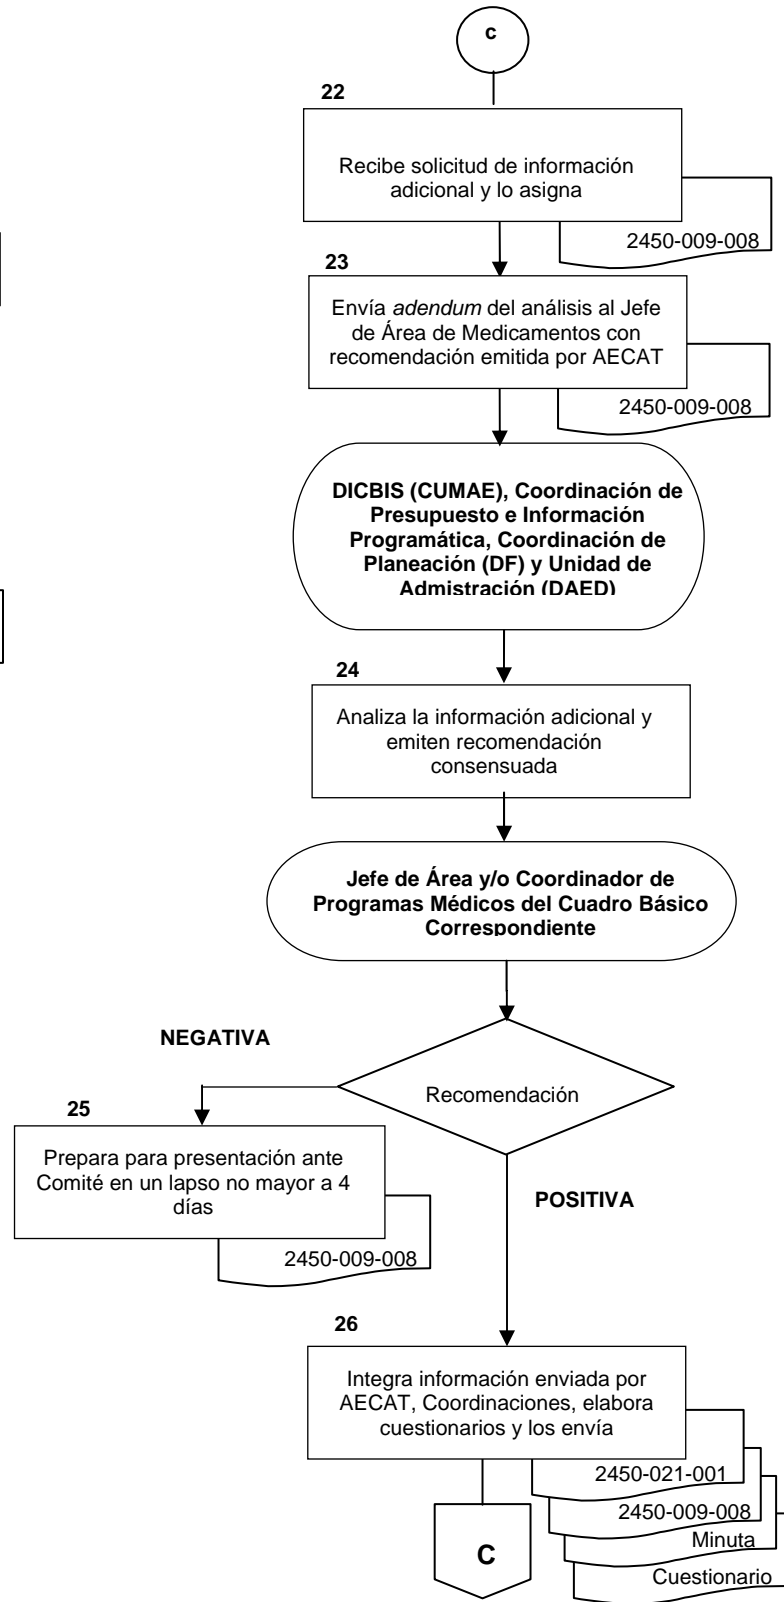 c
22
Recibe solicitud de información
adicional y lo asigna
2450-009-008
23
Envía adendum del análisis al Jefe
de Área de Medicamentos con
recomendación emitida por AECAT
2450-009-008
DICBIS (CUMAE), Coordinación de
Presupuesto e Información
Programática, Coordinación de
Planeación (DF) y Unidad de
Admistración (DAED)
24
Analiza la información adicional y
emiten recomendación
consensuada
Jefe de Área y/o Coordinador de
Programas Médicos del Cuadro Básico
Correspondiente
NEGATIVA
Recomendación
25
Prepara para presentación ante
Comité en un lapso no mayor a 4
días
2450-009-008
POSITIVA
26
Integra información enviada por
AECAT, Coordinaciones, elabora
cuestionarios y los envía
2450-021-001
2450-009-008
Minuta
Cuestionario
C